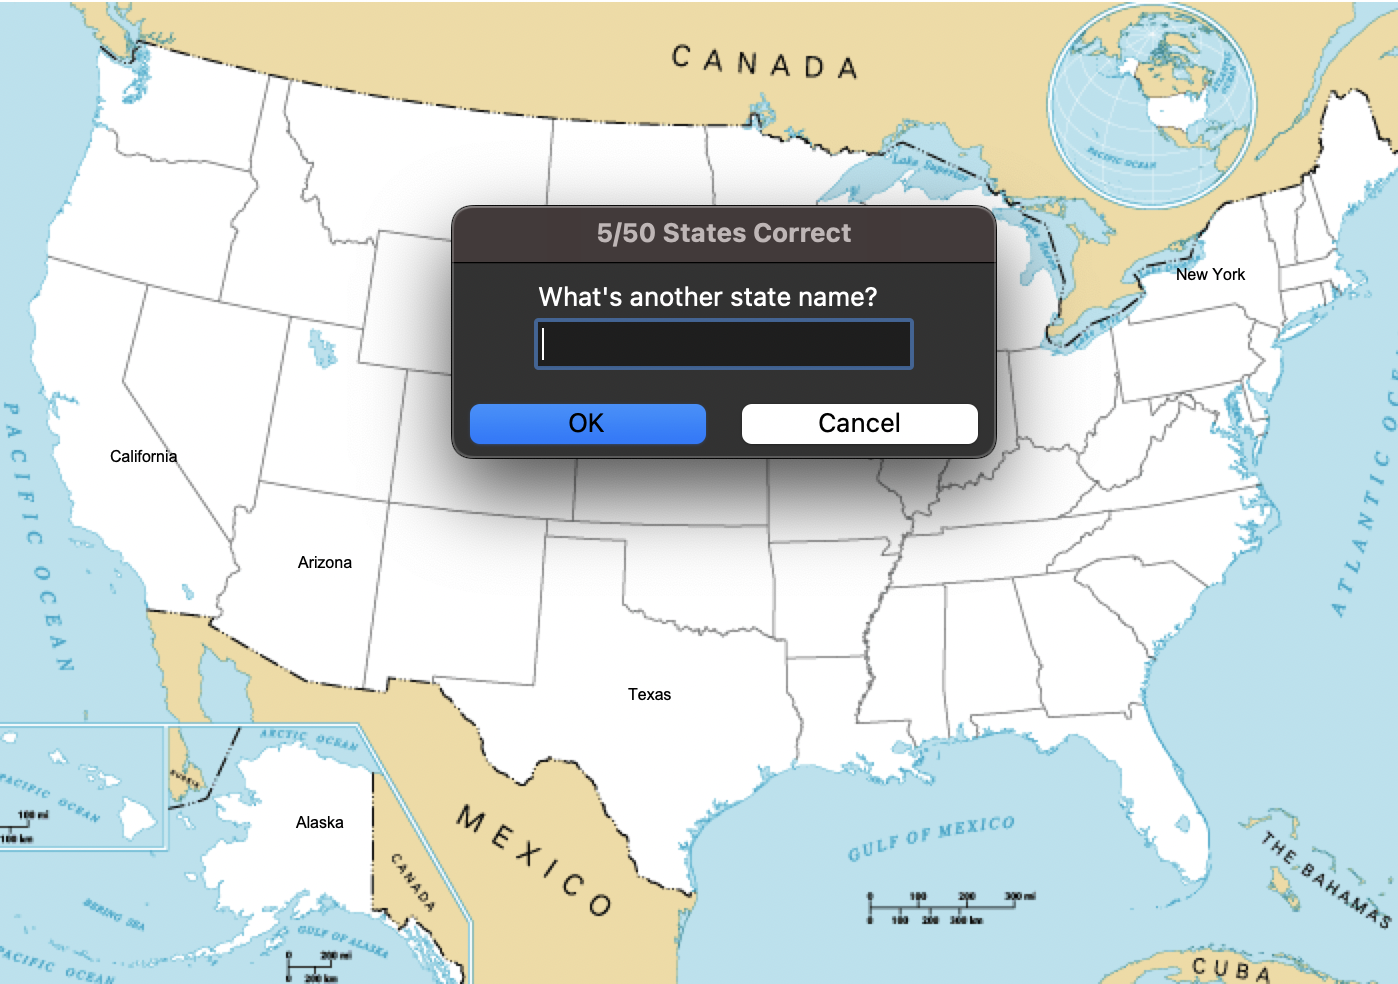 CANADA
Lake Superior
PACIFIC OCEAN
5/50 States Correct
What's another state name?
OK
Cancel
New York
California
Arizona
Texas
Alaska
PACIFIC OCEAN
ATLANTIC OCE
ARCTIC OCEAN
PACIFIC OCEAN
100 mi
100 km
CANADA
MEXICO
GULF OF MEXICO
0 100 200 300 mi
0 100 200 300 km
THE BAHAMAS
BERING SEA
GULF OF ALASKA
PACIFIC OCEAN
0 200 mi
0 200 km
CUBA